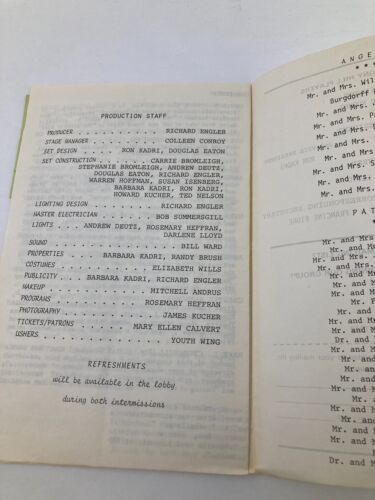 PRODUCTION STAFF
PRODUCER . . . . . . . . . . RICHARD ENGLER
STAGE MANAGER . . . . . . . . COLLEEN CONROY
SET DESIGN . . . . . RON KADRI, DOUGLAS EATON
SET CONSTRUCTION . . . . . . CARRIE BROMLEIGH,
STEPHANIE BROMLEIGH, ANDREW DEUTZ,
DOUGLAS EATON, RICHARD ENGLER,
WARREN HOFFMAN, SUSAN ISENBERG,
BARBARA KADRI, RON KADRI,
HOWARD KUCHER, TED NELSON
LIGHTING DESIGN . . . . . . . RICHARD ENGLER
MASTER ELECTRICIAN . . . . . BOB SUMMERSGILL
LIGHTS . . . ANDREW DEUTZ, ROSEMARY HEFFRAN,
DARLENE LLOYD
SOUND . . . . . . . . . . . . . BILL WARD
PROPERTIES . . . . BARBARA KADRI, RANDY BRUSH
COSTUMES . . . . . . . . . . ELIZABETH WILLS
PUBLICITY . . . BARBARA KADRI, RICHARD ENGLER
MAKEUP . . . . . . . . . . . MITCHELL ANDRUS
PROGRAMS . . . . . . . . . ROSEMARY HEFFRAN
PHOTOGRAPHY . . . . . . . . . . JAMES KUCHER
TICKETS/PATRONS . . . . . MARY ELLEN CALVERT
USHERS . . . . . . . . . . . . . YOUTH WING
REFRESHMENTS
will be available in the lobby
during both intermissions
ANGE
Mr. and Mrs. Wil
Burgdorff
Mr. and Mrs.
Mr. and Mrs. Pa
Mr. and Mrs. D
Mr. and Mrs.
Mr. and Mrs.
Mr. and Mrs. S
Mr. and Mrs.
PAT
Mr. and Mrs
Mr. and Mrs.
Mr. and Mrs.
Mr. and
Mr. and
Mr. and
Mr. and
Dr. and
Mr. and
Mr. and
Mr. and
Mr. and
Mr. and
Mr. and
Mr. and
Dr. and M